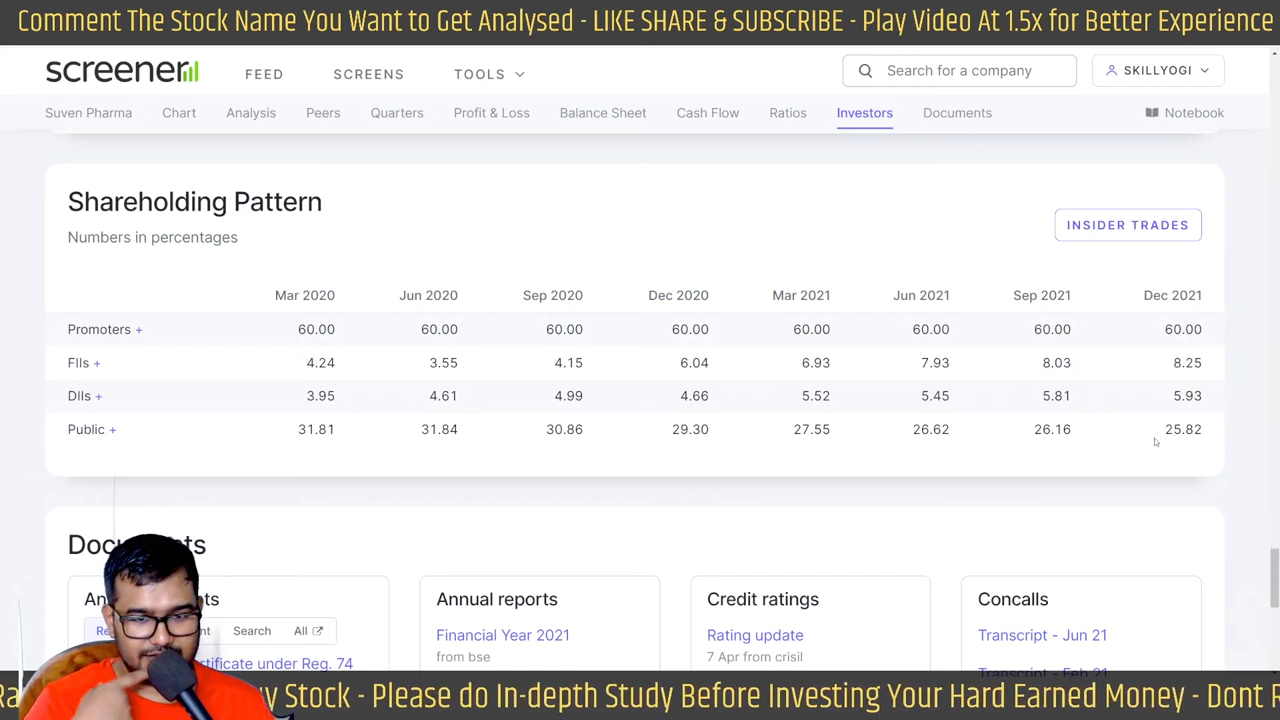 Comment The Stock Name You Want to Get Analysed - LIKE SHARE & SUBSCRIBE - Play Video At 1.5x for Better Experience
screener FEED SCREENS TOOLS Search for a company SKILLYOGI
Suven Pharma Chart Analysis Peers Quarters Profit & Loss Balance Sheet Cash Flow Ratios Investors Documents Notebook
Shareholding Pattern
INSIDER TRADES
Numbers in percentages
Mar 2020 Jun 2020 Sep 2020 Dec 2020 Mar 2021 Jun 2021 Sep 2021 Dec 2021
Promoters + 60.00 60.00 60.00 60.00 60.00 60.00 60.00 60.00
FIIs + 4.24 3.55 4.15 6.04 6.93 7.93 8.03 8.25
DIIs + 3.95 4.61 4.99 4.66 5.52 5.45 5.81 5.93
Public + 31.81 31.84 30.86 29.30 27.55 26.62 26.16 25.82
Annual reports Credit ratings Concalls
Search All
Financial Year 2021 Rating update Transcript - Jun 21
from bse 7 Apr from crisil
under Reg. 74 Transcript - Feb 21
Stock - Please do In-depth Study Before Investing Your Hard Earned Money - Dont